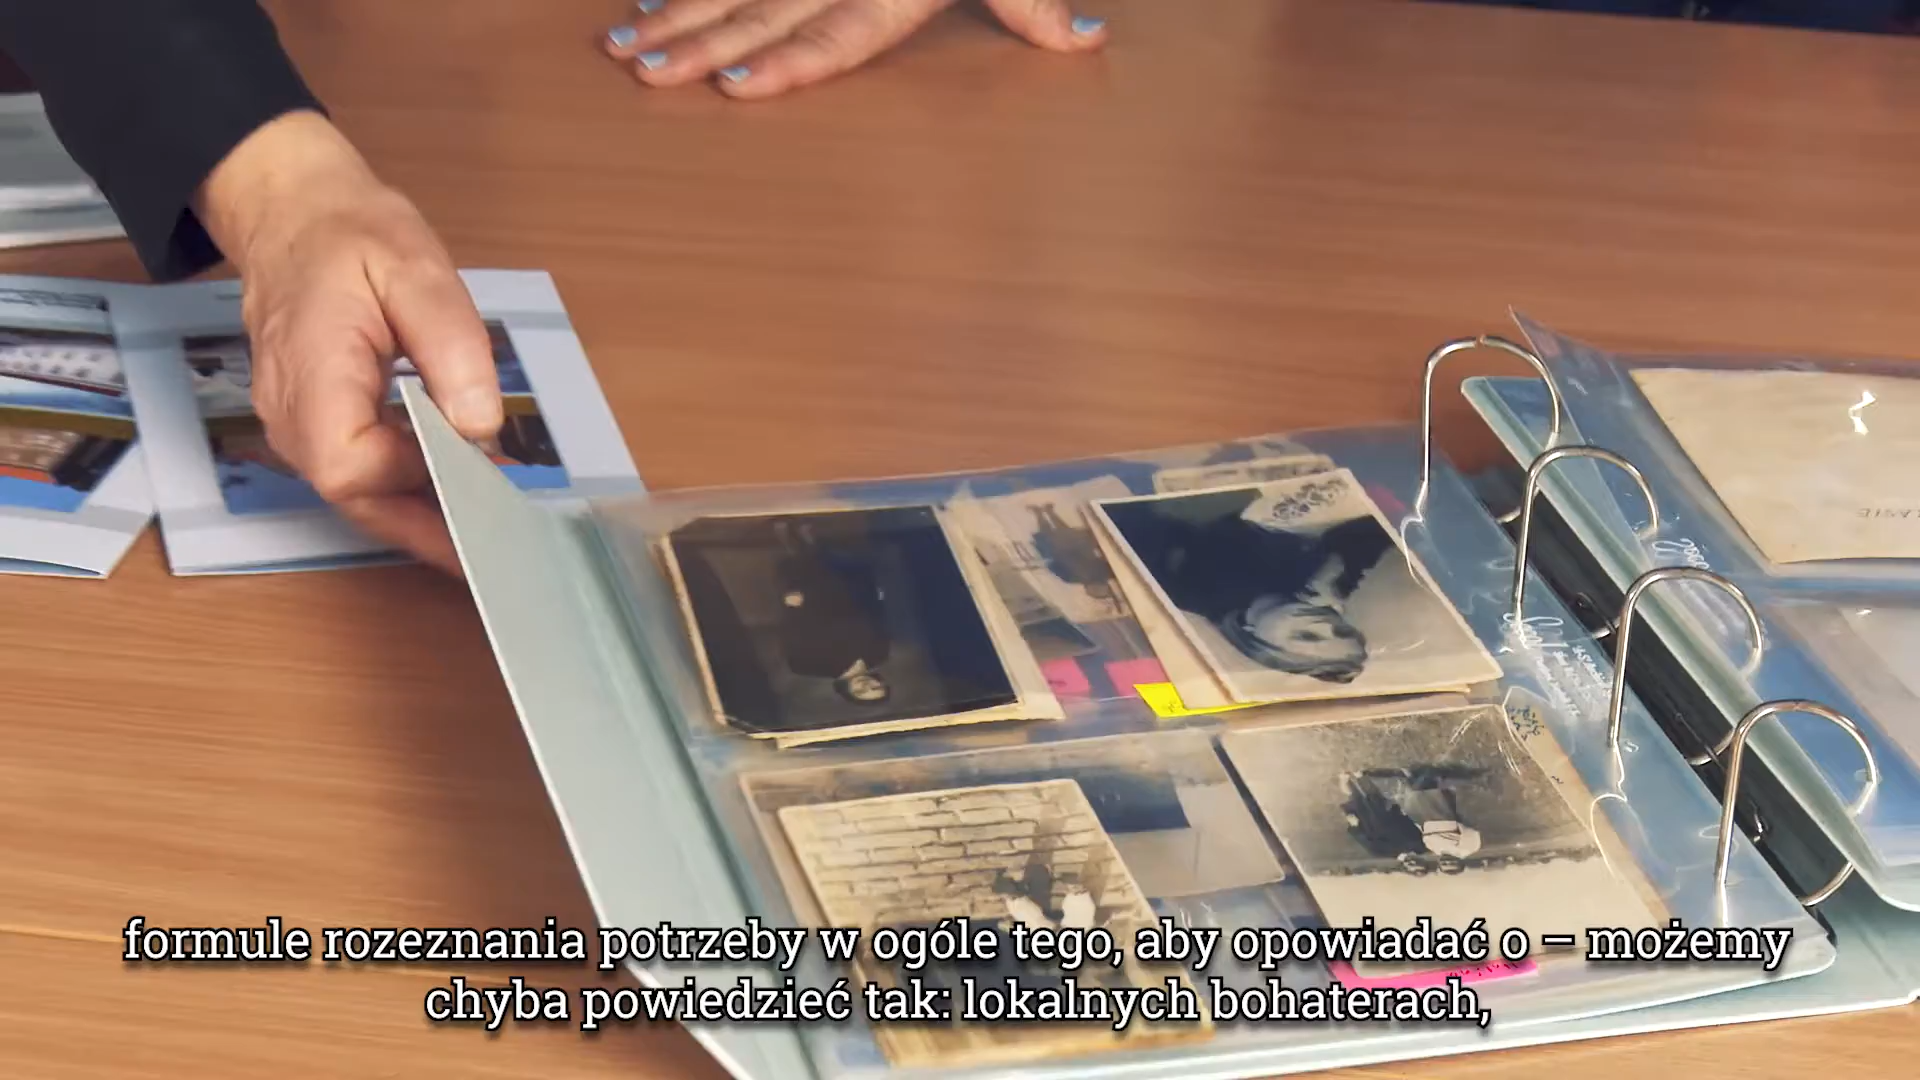 formule rozeznania potrzeby w ogóle tego, aby opowiadać o – możemy
chyba powiedzieć tak: lokalnych bohaterach,